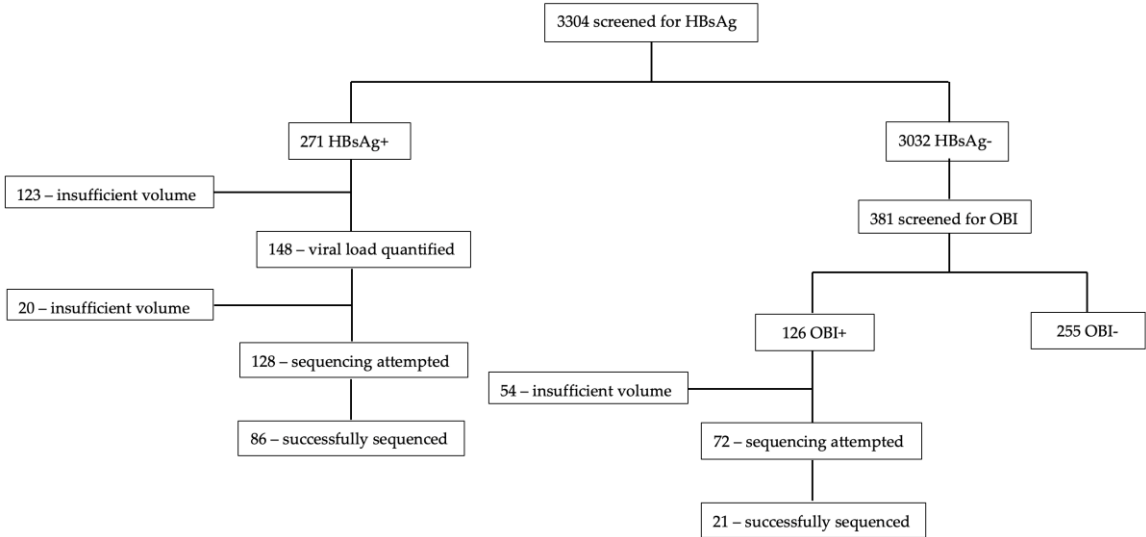 3304 screened for HBsAg
271 HBsAg+
3032 HBsAg-
123 – insufficient volume
381 screened for OBI
148 – viral load quantified
20 – insufficient volume
126 OBI+
255 OBI-
128 – sequencing attempted
54 – insufficient volume
86 – successfully sequenced
72 – sequencing attempted
21 – successfully sequenced